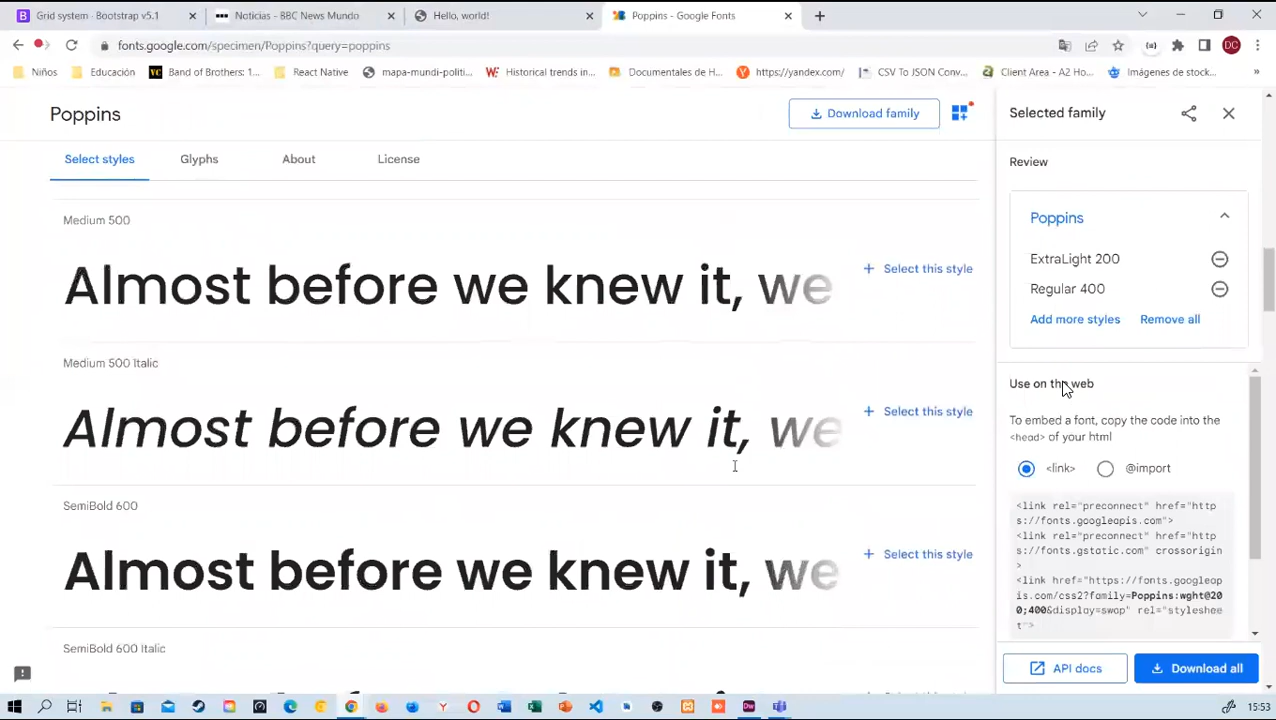 Grid system - Bootstrap v5.1
Noticias - BBC News Mundo
Hello, world!
Poppins - Google Fonts
fonts.google.com/specimen/Poppins?query=poppins
DC
Niños
Educación
Band of Brothers: 1...
React Native
mapa-mundi-politi...
Historical trends in...
Documentales de H...
https://yandex.com/
CSV To JSON Conv...
Client Area - A2 Ho...
Imágenes de stock...
»
Poppins
Download family
Select styles
Glyphs
About
License
Medium 500
Almost before we knew it, we
Select this style
Medium 500 Italic
Almost before we knew it, we
Select this style
SemiBold 600
Almost before we knew it, we
Select this style
SemiBold 600 Italic
Selected family
Review
Poppins
ExtraLight 200
Regular 400
Add more styles
Remove all
Use on the web
To embed a font, copy the code into the
<head> of your html
<link>
@import
<link rel="preconnect" href="http
s://fonts.googleapis.com">
<link rel="preconnect" href="http
s://fonts.gstatic.com" crossorigin
>
<link href="https://fonts.googleap
is.com/css2?family=Poppins:wght@20
0;400&display=swap" rel="styleshee
t">
API docs
Download all
15:53